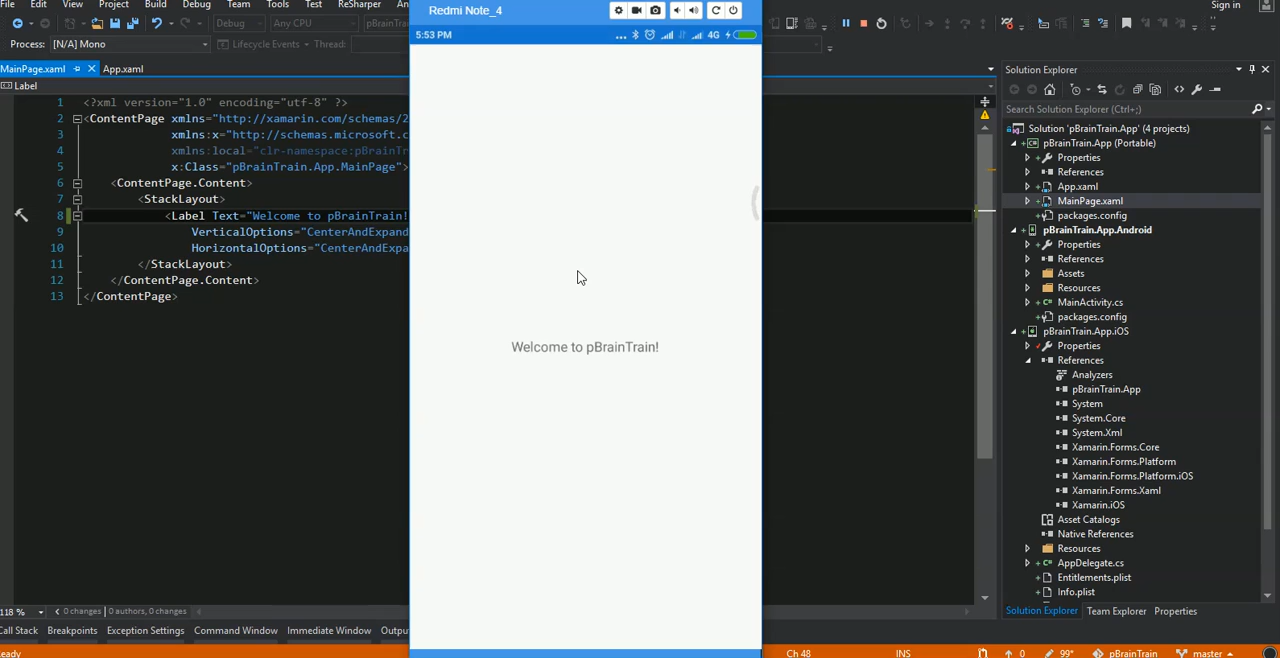 File Edit View Project Build Debug Team Tools Test ReSharper An
Redmi Note_4
Sign in
Debug Any CPU pBrainTrain
Process: [N/A] Mono Lifecycle Events Thread:
5:53 PM
4G
MainPage.xaml App.xaml
Label
1 <?xml version="1.0" encoding="utf-8" ?>
2 <ContentPage xmlns="http://xamarin.com/schemas/2
3 xmlns:x="http://schemas.microsoft.c
4 xmlns:local="clr-namespace:pBrainTr
5 x:Class="pBrainTrain.App.MainPage">
6 <ContentPage.Content>
7 <StackLayout>
8 <Label Text="Welcome to pBrainTrain!
9 VerticalOptions="CenterAndExpand
10 HorizontalOptions="CenterAndExpa
11 </StackLayout>
12 </ContentPage.Content>
13 </ContentPage>
Welcome to pBrainTrain!
Solution Explorer
Search Solution Explorer (Ctrl+;)
Solution 'pBrainTrain.App' (4 projects)
pBrainTrain.App (Portable)
Properties
References
App.xaml
MainPage.xaml
packages.config
pBrainTrain.App.Android
Properties
References
Assets
Resources
MainActivity.cs
packages.config
pBrainTrain.App.iOS
Properties
References
Analyzers
pBrainTrain.App
System
System.Core
System.Xml
Xamarin.Forms.Core
Xamarin.Forms.Platform
Xamarin.Forms.Platform.iOS
Xamarin.Forms.Xaml
Xamarin.iOS
Asset Catalogs
Native References
Resources
AppDelegate.cs
Entitlements.plist
Info.plist
Solution Explorer Team Explorer Properties
118 % 0 changes | 0 authors, 0 changes
Call Stack Breakpoints Exception Settings Command Window Immediate Window Outpu
Ready Ch 48 INS 0 99* pBrainTrain master